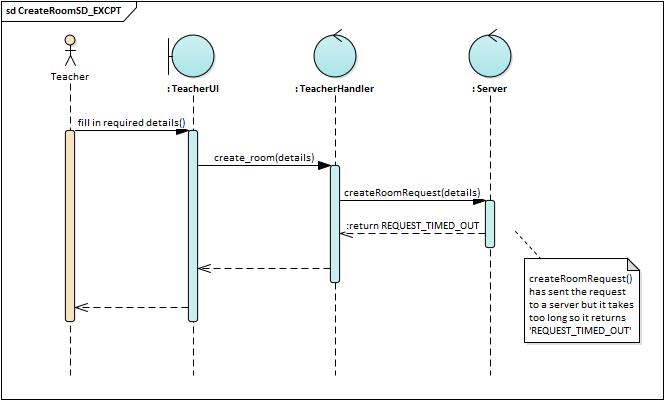 sd CreateRoomSD_EXCPT
Teacher
: TeacherUI
: TeacherHandler
: Server
fill in required details()
create_room(details)
createRoomRequest(details)
:return REQUEST_TIMED_OUT
createRoomRequest()
has sent the request
to a server but it takes
too long so it returns
'REQUEST_TIMED_OUT'